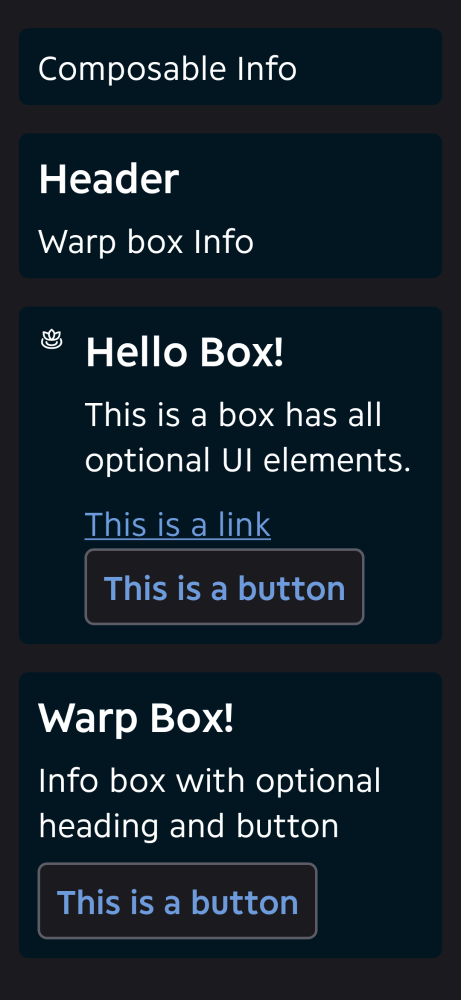 Composable Info
Header
Warp box Info
Hello Box!
This is a box has all
optional UI elements.
This is a link
This is a button
Warp Box!
Info box with optional
heading and button
This is a button